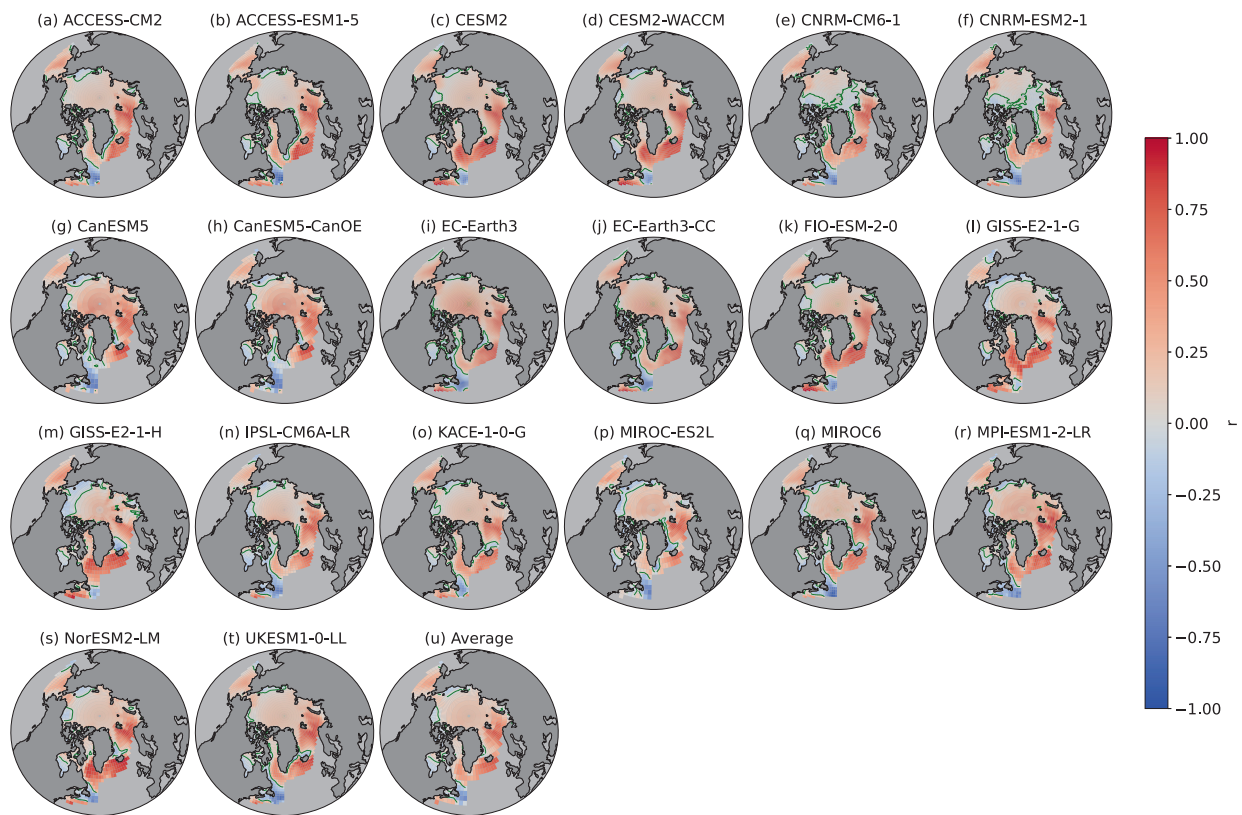 (a) ACCESS-CM2
(b) ACCESS-ESM1-5
(c) CESM2
(d) CESM2-WACCM
(e) CNRM-CM6-1
(f) CNRM-ESM2-1
(g) CanESM5
(h) CanESM5-CanOE
(i) EC-Earth3
(j) EC-Earth3-CC
(k) FIO-ESM-2-0
(l) GISS-E2-1-G
(m) GISS-E2-1-H
(n) IPSL-CM6A-LR
(o) KACE-1-0-G
(p) MIROC-ES2L
(q) MIROC6
(r) MPI-ESM1-2-LR
(s) NorESM2-LM
(t) UKESM1-0-LL
(u) Average
1.00
0.75
0.50
0.25
0.00
−0.25
−0.50
−0.75
−1.00
r